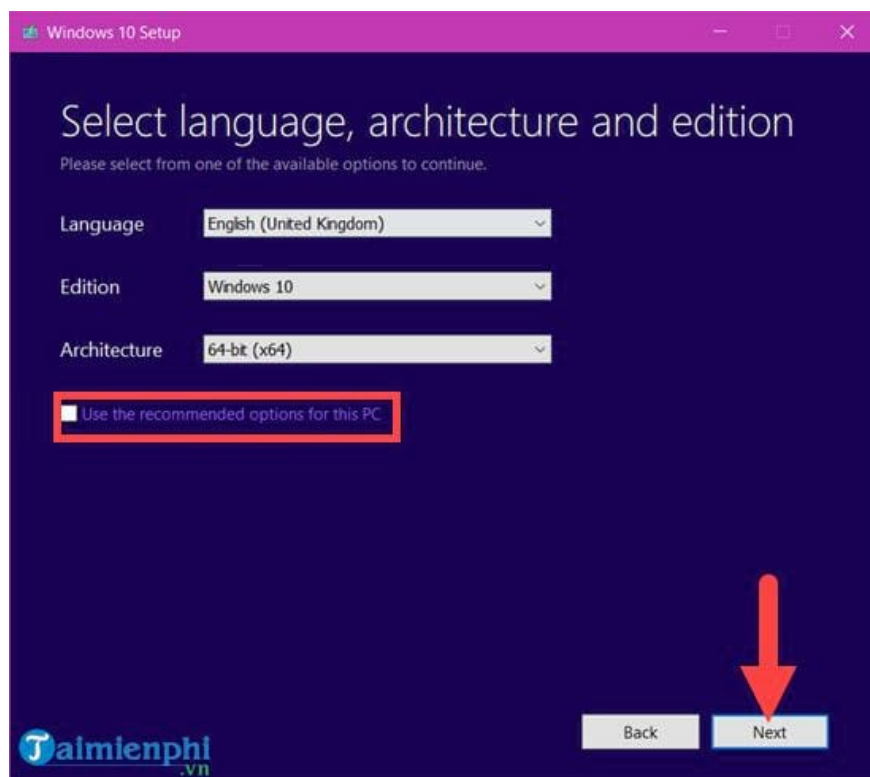 Windows 10 Setup
Select language, architecture and edition
Please select from one of the available options to continue.
Language English (United Kingdom)
Edition Windows 10
Architecture 64-bit (x64)
Use the recommended options for this PC
Back Next
Taimienphi
.vn